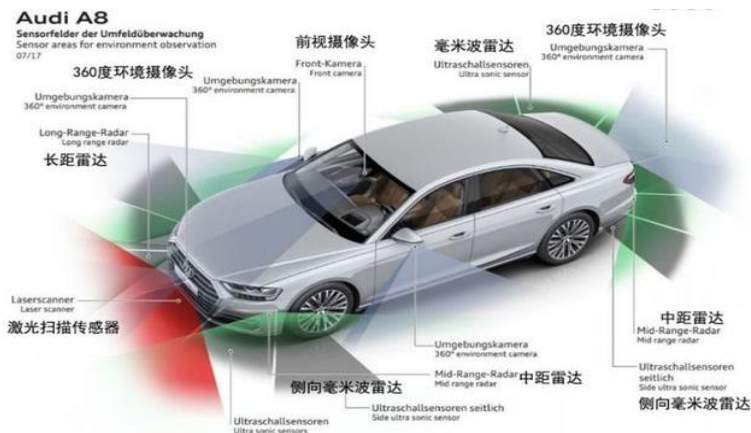 Audi A8
Sensorfelder der Umfeldüberwachung
Sensor areas for environment observation
07/17
360度环境摄像头
Umgebungskamera
360° environment camera
Long-Range-Radar
Long range radar
长距雷达
Umgebungskamera
360° environment camera
前视摄像头
Front-Kamera
Front camera
毫米波雷达
Ultraschallsensoren
Ultra sonic sensor
360度环境摄像头
Umgebungskamera
360° environment camera
Laserscanner
Laser scanner
激光扫描传感器
Ultraschallsensoren
Ultra sonic sensors
侧向毫米波雷达
Ultraschallsensoren seitlich
Side ultra sonic sensor
Umgebungskamera
360° environment camera
Mid-Range-Radar
Mid range radar
中距雷达
中距雷达
Mid-Range-Radar
Mid range radar
Ultraschallsensoren
seitlich
Side ultra sonic sensor
侧向毫米波雷达